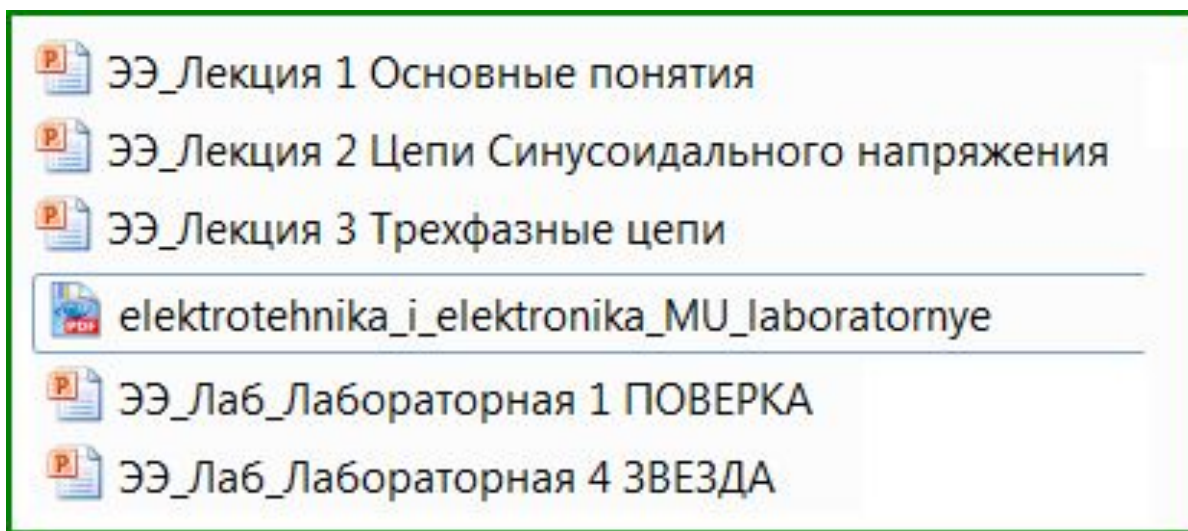 ЭЭ_Лекция 1 Основные понятия
ЭЭ_Лекция 2 Цепи Синусоидального напряжения
ЭЭ_Лекция 3 Трехфазные цепи
elektrotehnika_i_elektronika_MU_laboratornye
ЭЭ_Лаб_Лабораторная 1 ПОВЕРКА
ЭЭ_Лаб_Лабораторная 4 ЗВЕЗДА